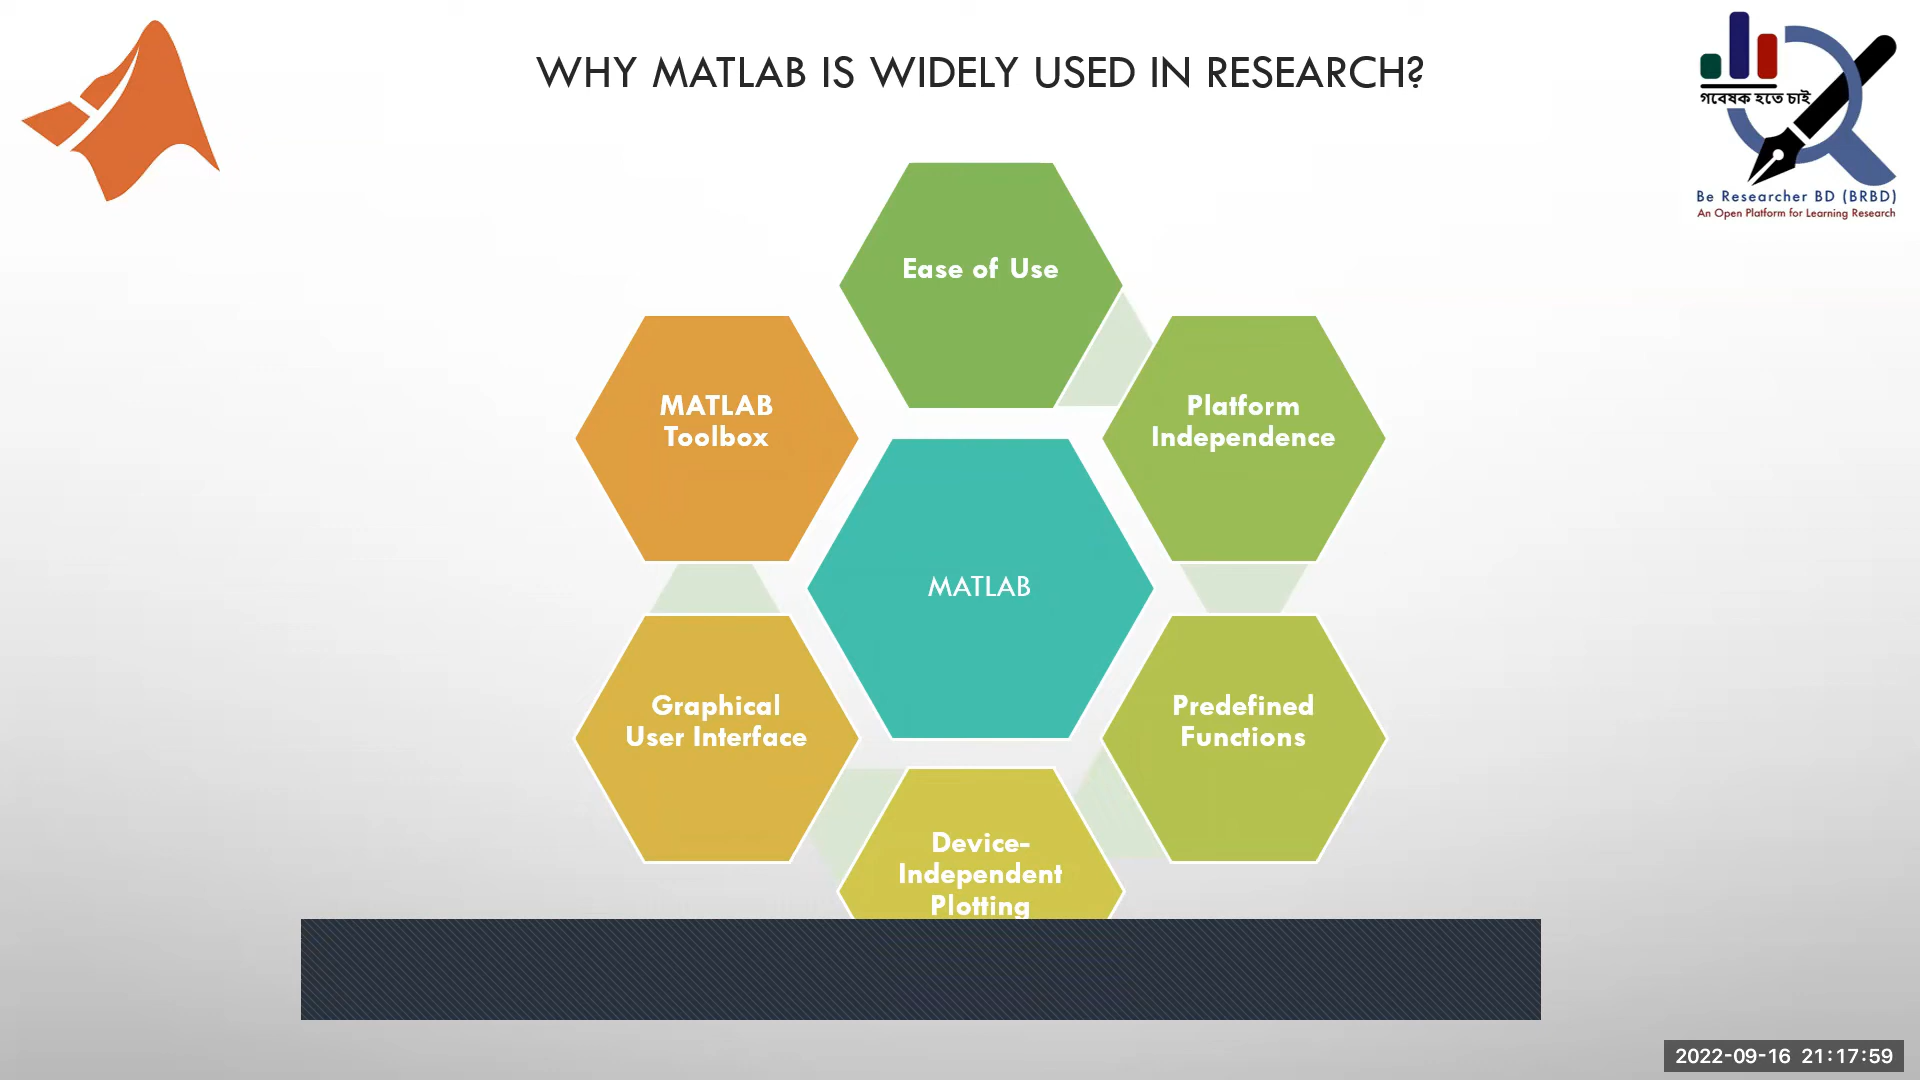 WHY MATLAB IS WIDELY USED IN RESEARCH?
গবেষক হতে চাই
Be Researcher BD (BRBD)
An Open Platform for Learning Research
Ease of Use
MATLAB
Toolbox
Platform
Independence
MATLAB
Graphical
User Interface
Predefined
Functions
Device-
Independent
Plotting
2022-09-16 21:17:59